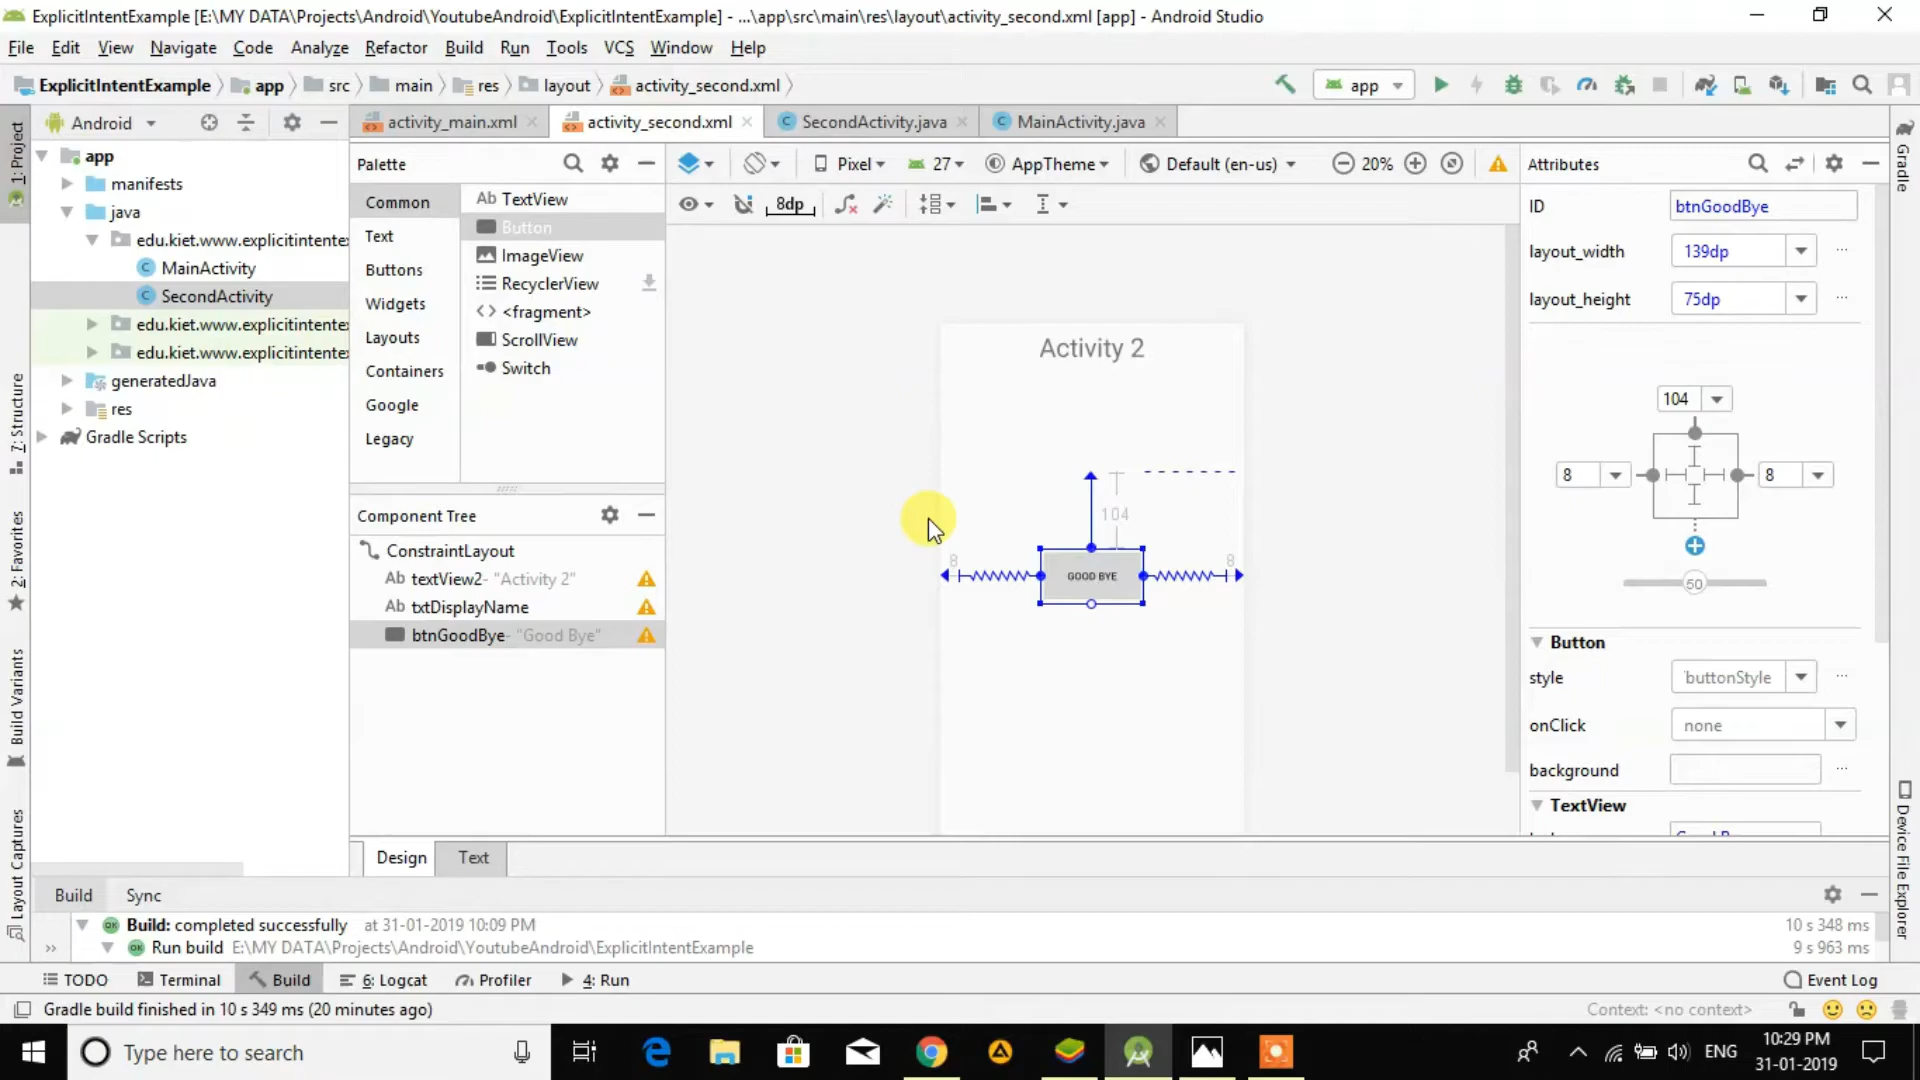 ExplicitIntentExample [E:\MY DATA\Projects\Android\YoutubeAndroid\ExplicitIntentExample] - ...\app\src\main\res\layout\activity_second.xml [app] - Android Studio
File Edit View Navigate Code Analyze Refactor Build Run Tools VCS Window Help
ExplicitIntentExample app src main res layout activity_second.xml app
1: Project
7: Structure
2: Favorites
Build Variants
Layout Captures
Android
app
manifests
java
edu.kiet.www.explicitintente
MainActivity
SecondActivity
edu.kiet.www.explicitintente
edu.kiet.www.explicitintente
generatedJava
res
Gradle Scripts
activity_main.xml activity_second.xml SecondActivity.java MainActivity.java
Palette
Common
Text
Buttons
Widgets
Layouts
Containers
Google
Legacy
Ab TextView
Button
ImageView
RecyclerView
<> <fragment>
ScrollView
Switch
Component Tree
ConstraintLayout
Ab textView2- "Activity 2"
Ab txtDisplayName
btnGoodBye- "Good Bye"
Pixel 27 AppTheme Default (en-us) 20%
8dp
Activity 2
104
8 8
GOOD BYE
Attributes
ID btnGoodBye
layout_width 139dp ...
layout_height 75dp ...
104
8 8
50
Button
style buttonStyle ...
onClick none
background ...
TextView
Gradle
Device File Explorer
Design Text
Build Sync
Build: completed successfully at 31-01-2019 10:09 PM 10 s 348 ms
Run build E:\MY DATA\Projects\Android\YoutubeAndroid\ExplicitIntentExample 9 s 963 ms
TODO Terminal Build 6: Logcat Profiler 4: Run Event Log
Gradle build finished in 10 s 349 ms (20 minutes ago) Context: <no context>
Type here to search
ENG
10:29 PM
31-01-2019